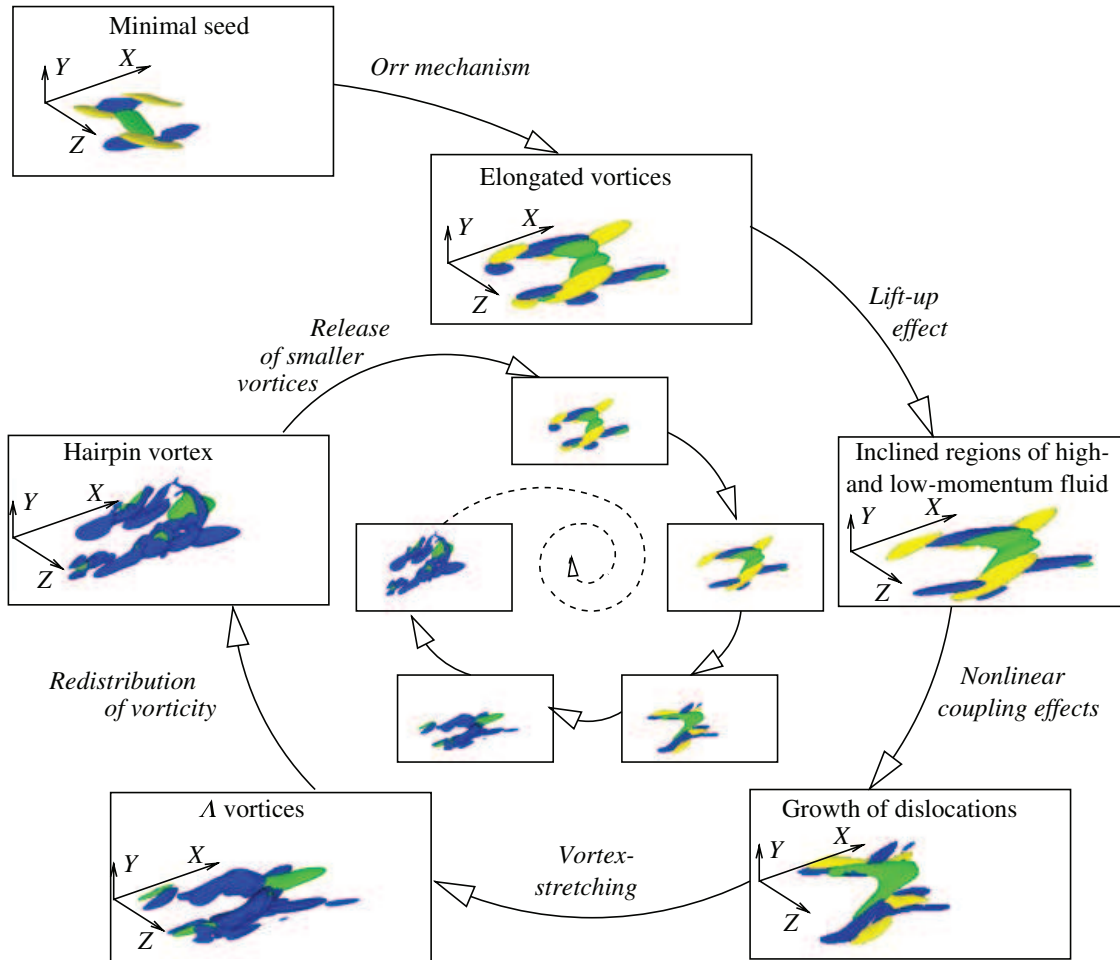 Minimal seed
Y
X
Z
Orr mechanism
Elongated vortices
Y
X
Z
Lift-up
effect
Release
of smaller
vortices
Hairpin vortex
Y
X
Z
Inclined regions of high-
and low-momentum fluid
Y
X
Z
Redistribution
of vorticity
Nonlinear
coupling effects
Λ vortices
Y
X
Z
Vortex-
stretching
Growth of dislocations
Y
X
Z